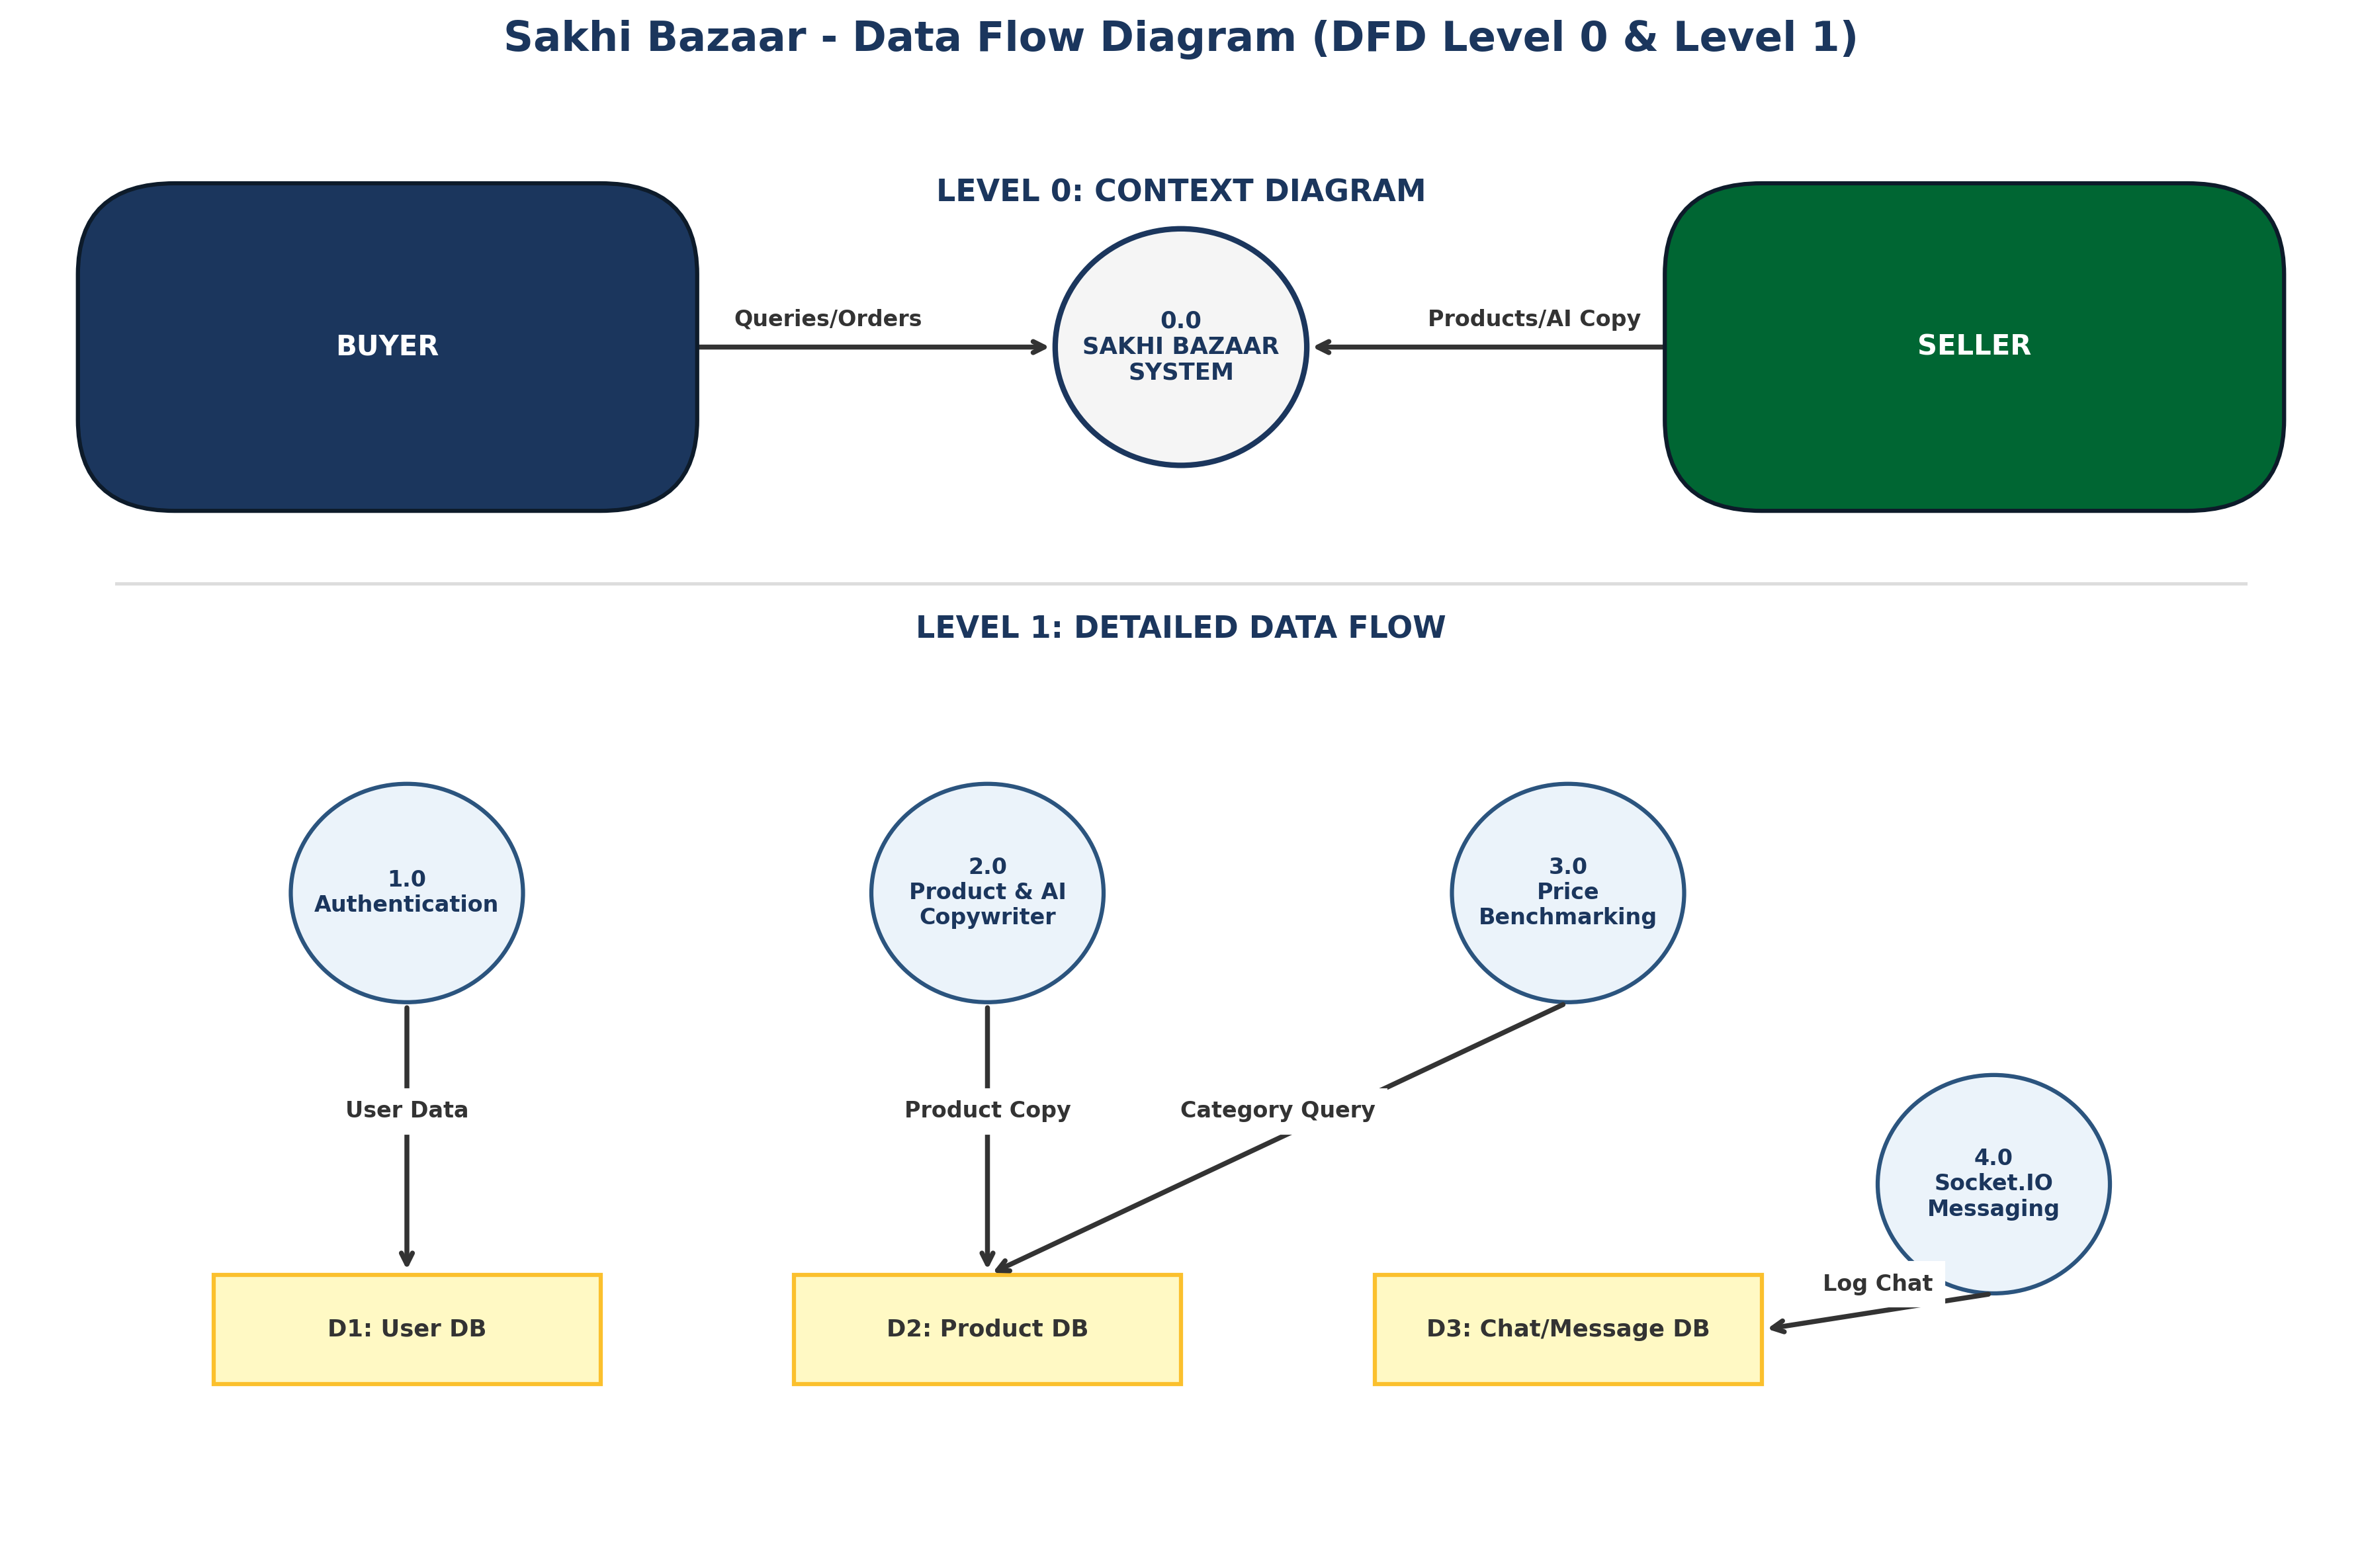 Sakhi Bazaar - Data Flow Diagram (DFD Level 0 & Level 1)
LEVEL 0: CONTEXT DIAGRAM
BUYER
Queries/Orders
0.0
SAKHI BAZAAR
SYSTEM
Products/AI Copy
SELLER
LEVEL 1: DETAILED DATA FLOW
1.0
Authentication
2.0
Product & AI
Copywriter
3.0
Price
Benchmarking
User Data
Product Copy
Category Query
4.0
Socket.IO
Messaging
Log Chat
D1: User DB
D2: Product DB
D3: Chat/Message DB